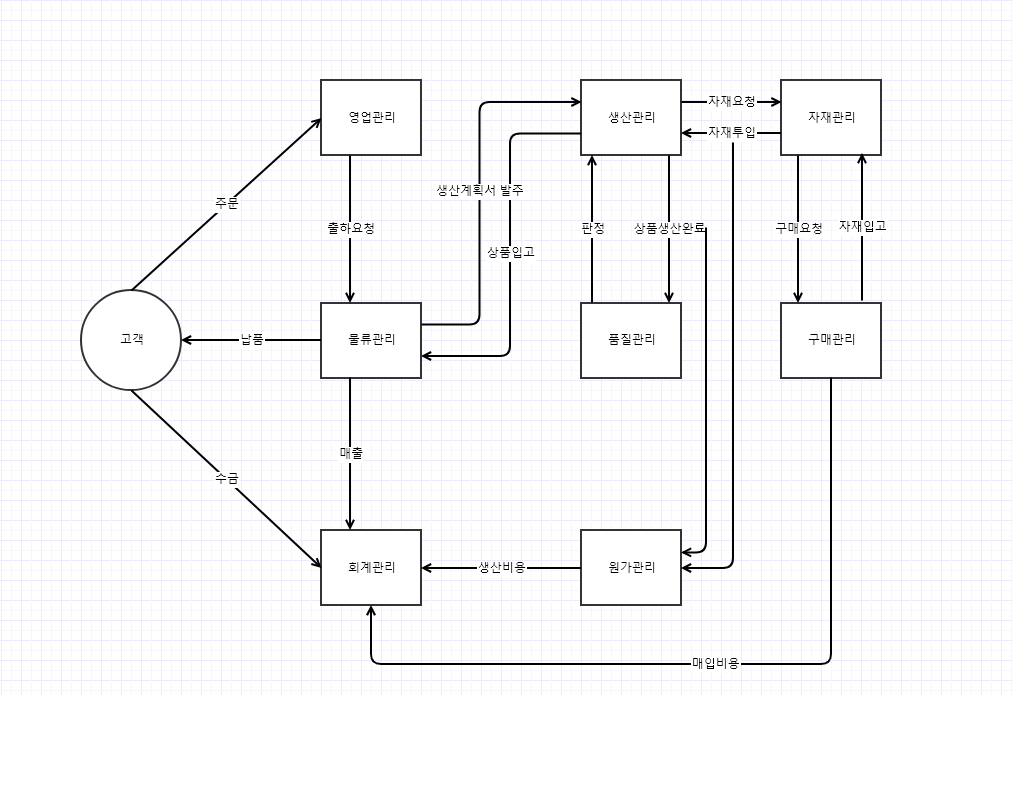 영업관리
생산관리
자재요청
자재투입
자재관리
주문
생산계획서 발주
출하요청
상품입고
판정
상품생산완료
구매요청
자재입고
고객
납품
물류관리
품질관리
구매관리
매출
수금
회계관리
생산비용
원가관리
매입비용